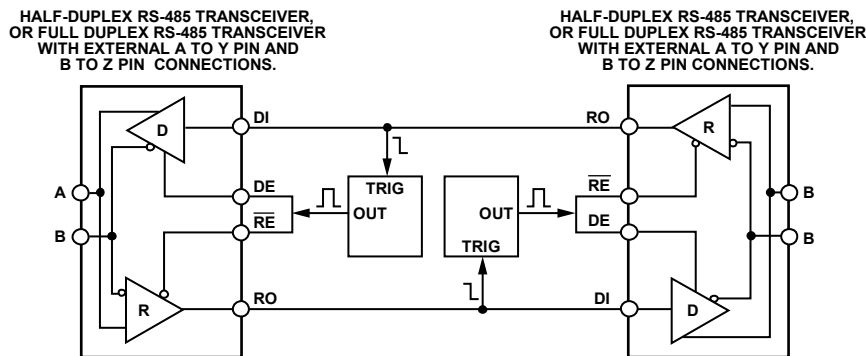 HALF-DUPLEX RS-485 TRANSCEIVER,
OR FULL DUPLEX RS-485 TRANSCEIVER
WITH EXTERNAL A TO Y PIN AND
B TO Z PIN CONNECTIONS.
HALF-DUPLEX RS-485 TRANSCEIVER,
OR FULL DUPLEX RS-485 TRANSCEIVER
WITH EXTERNAL A TO Y PIN AND
B TO Z PIN CONNECTIONS.
D
DI
RO
R
A
DE
TRIG
OUT
RE
B
B
RE
OUT
TRIG
DE
B
R
RO
DI
D